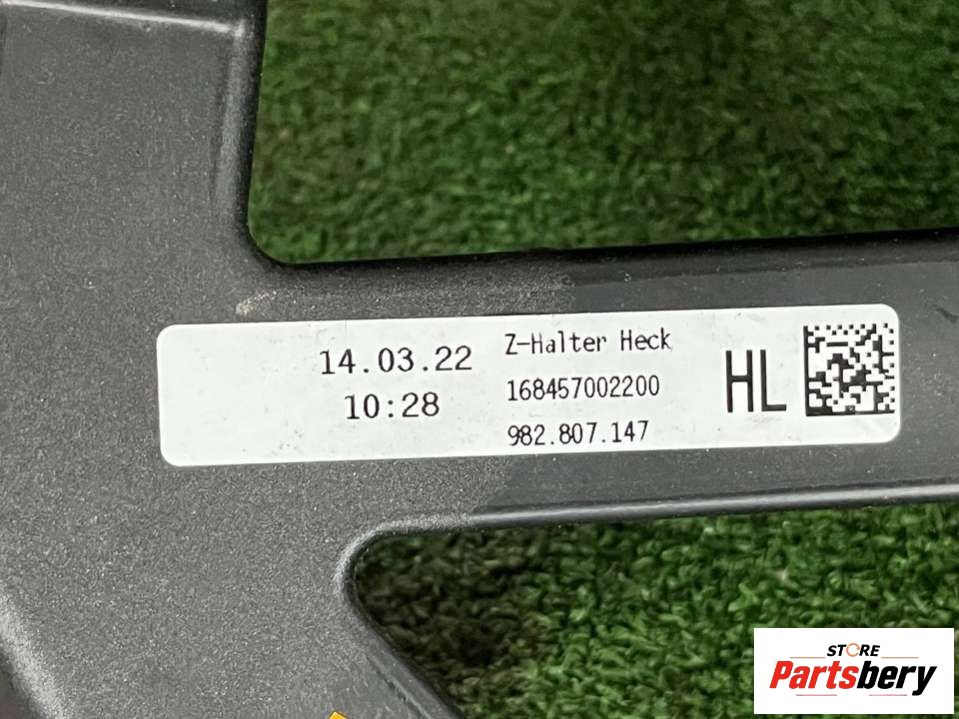 14.03.22
10:28
Z-Halter Heck
168457002200
982.807.147
HL
STORE
Partsbery